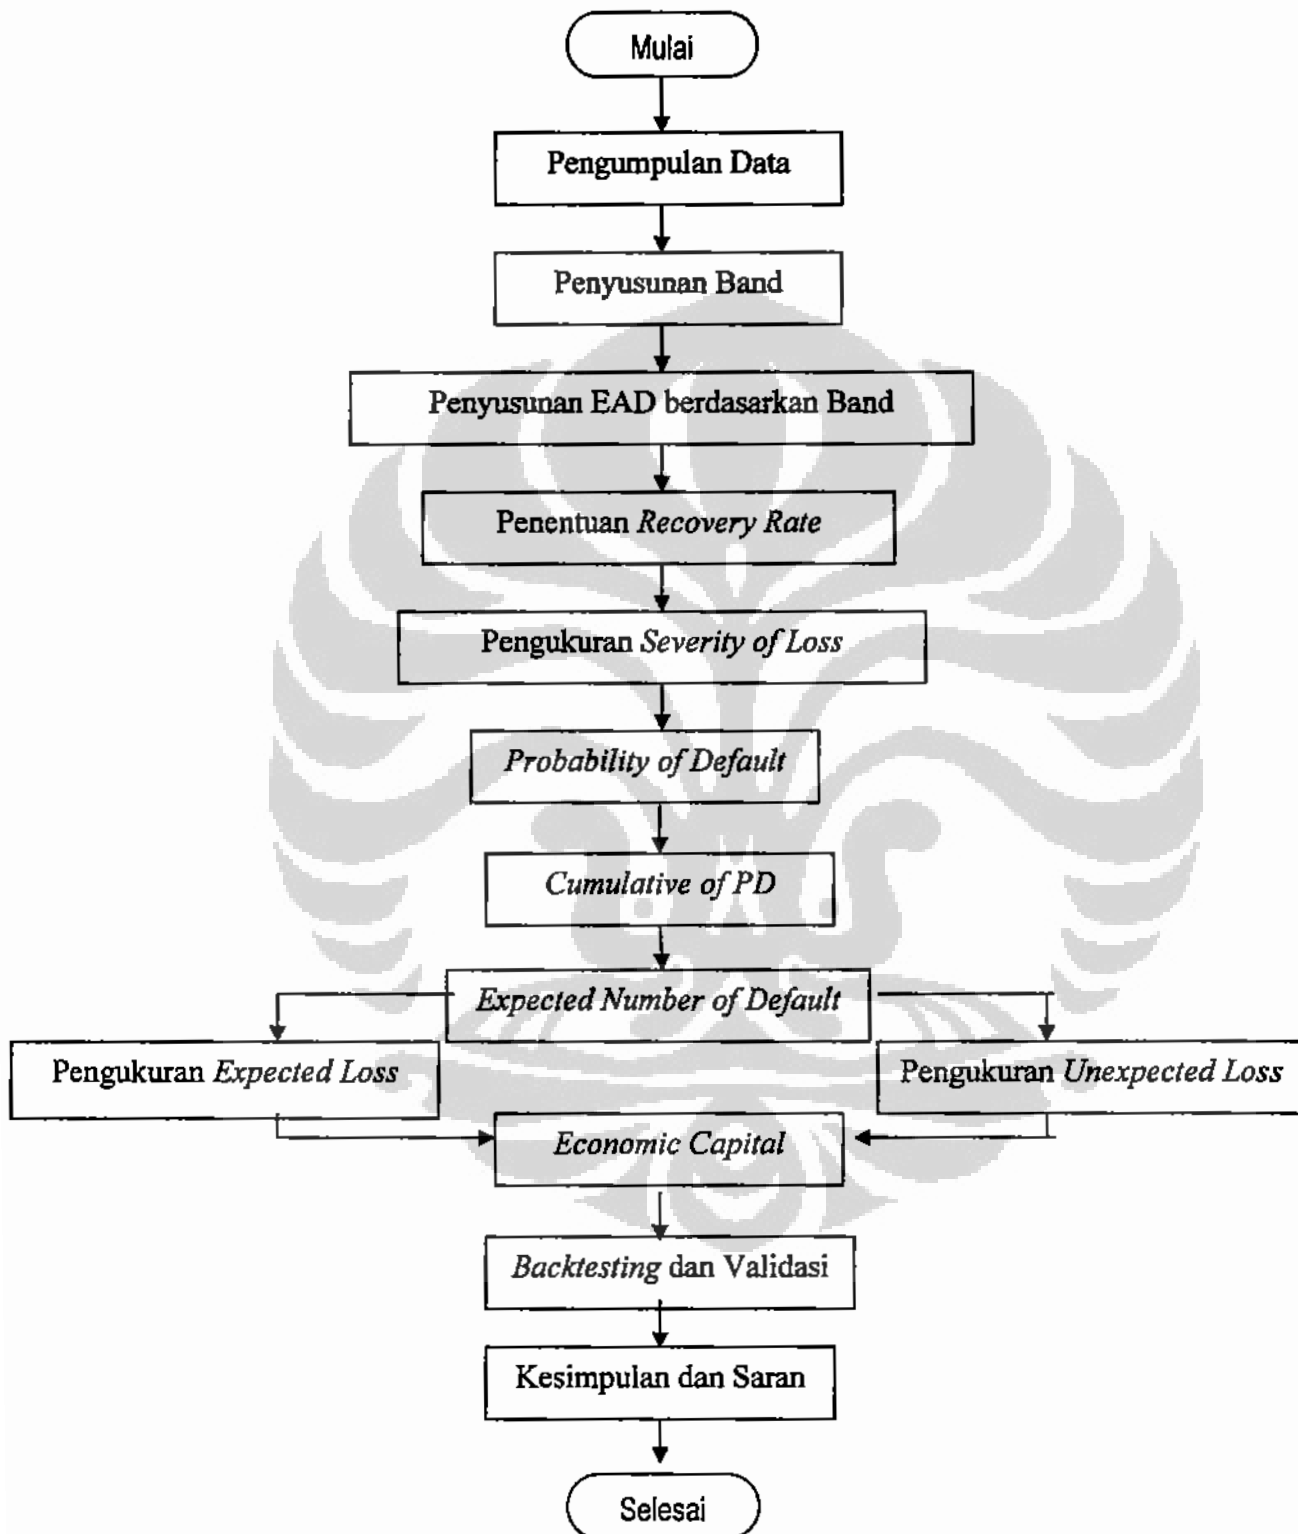 Mulai
Pengumpulan Data
Penyusunan Band
Penyusunan EAD berdasarkan Band
Penentuan Recovery Rate
Pengukuran Severity of Loss
Probability of Default
Cumulative of PD
Expected Number of Default
Pengukuran Expected Loss
Pengukuran Unexpected Loss
Economic Capital
Backtesting dan Validasi
Kesimpulan dan Saran
Selesai